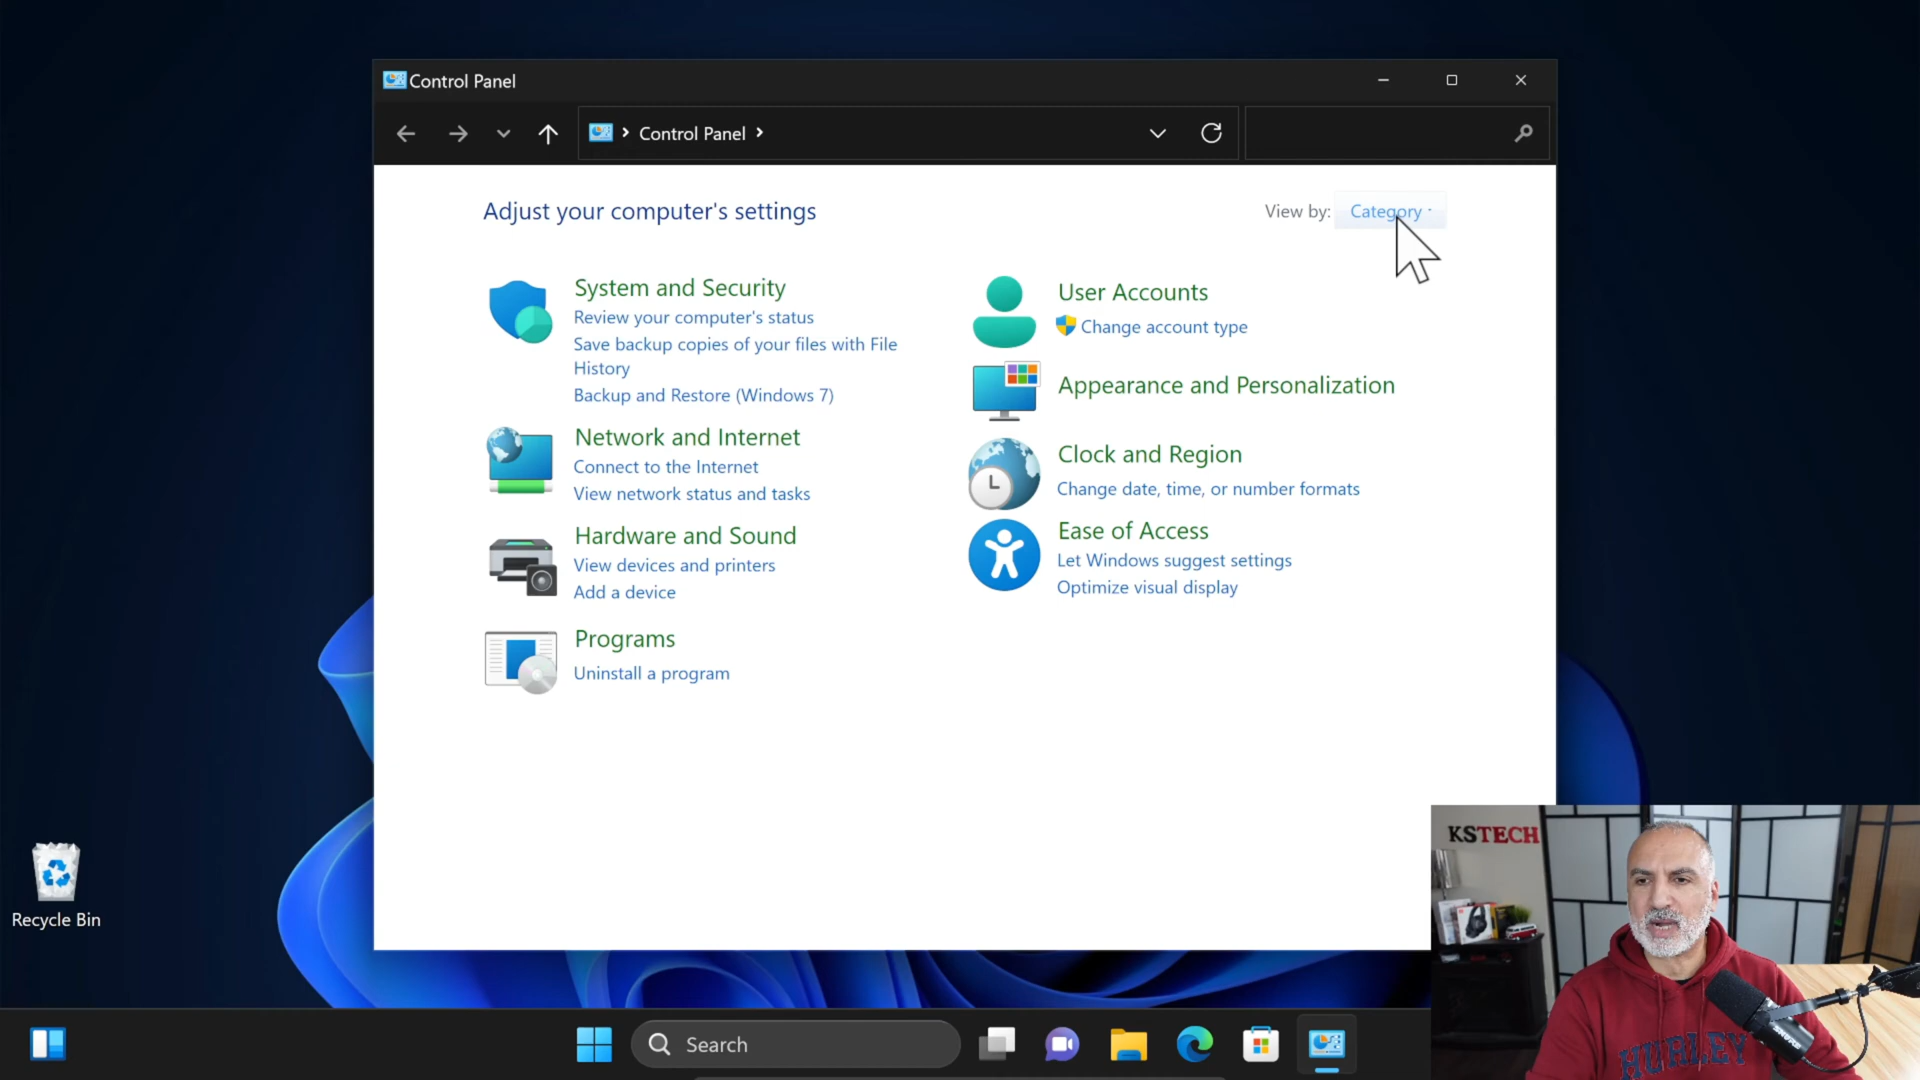 Control Panel
Control Panel
Adjust your computer's settings
View by: Category
System and Security
Review your computer's status
Save backup copies of your files with File
History
Backup and Restore (Windows 7)
Network and Internet
Connect to the Internet
View network status and tasks
Hardware and Sound
View devices and printers
Add a device
Programs
Uninstall a program
User Accounts
Change account type
Appearance and Personalization
Clock and Region
Change date, time, or number formats
Ease of Access
Let Windows suggest settings
Optimize visual display
Recycle Bin
KSTECH
HURLEY
Search